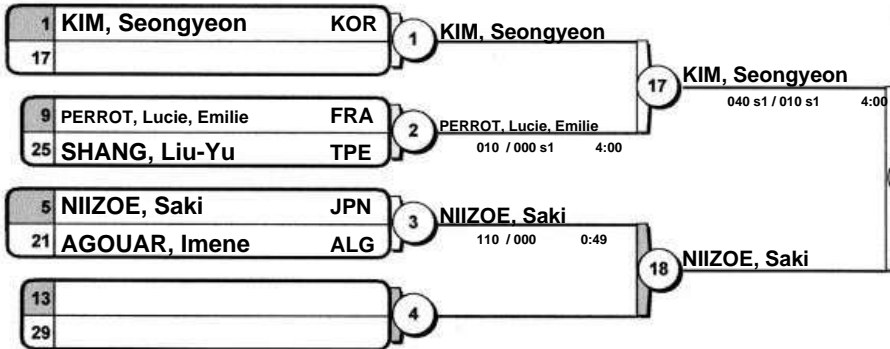 1 KIM, Seongyeon KOR
17
1
KIM, Seongyeon
9 PERROT, Lucie, Emilie FRA
25 SHANG, Liu-Yu TPE
2
PERROT, Lucie, Emilie
010 / 000 s1 4:00
17
KIM, Seongyeon
040 s1 / 010 s1 4:00
5 NIIZOE, Saki JPN
21 AGOUAR, Imene ALG
3
NIIZOE, Saki
110 / 000 0:49
13
29
4
18
NIIZOE, Saki